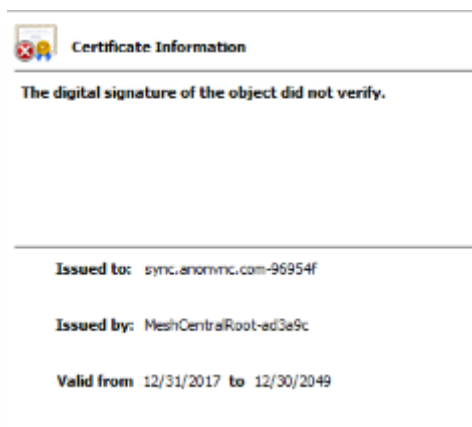 Certificate Information
The digital signature of the object did not verify.
Issued to: sync.anonvnc.com-96954f
Issued by: MeshCentralRoot-ad3a9c
Valid from 12/31/2017 to 12/30/2049